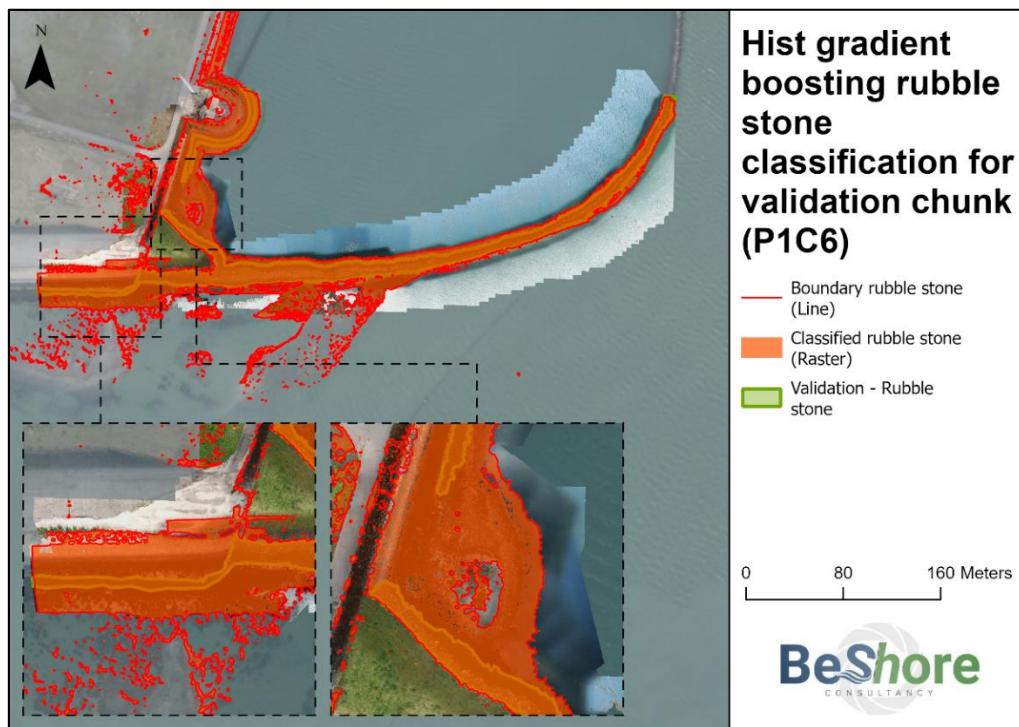 N
Hist gradient
boosting rubble
stone
classification for
validation chunk
(P1C6)
Boundary rubble stone
(Line)
Classified rubble stone
(Raster)
Validation - Rubble
stone
0 80 160 Meters
BeShore
CONSULTANCY